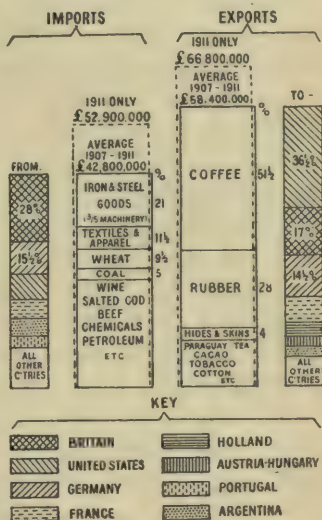 IMPORTS
EXPORTS
1911 ONLY
£52,900,000
AVERAGE
1907 - 1911
£42,800,000
1911 ONLY
£66,800,000
AVERAGE
1907 - 1911
£58,400,000
FROM-
28%
15½%
ALL
OTHER
C'TRIES
%
IRON & STEEL
GOODS
(⅗ MACHINERY)
21
TEXTILES
& APPAREL
11½
WHEAT
9½
COAL
5
WINE
SALTED COD
BEEF
CHEMICALS
PETROLEUM
ETC
%
COFFEE
51½
RUBBER
28
HIDES & SKINS
4
PARAGUAY TEA
CACAO
TOBACCO
COTTON
ETC
TO -
36½%
17%
14½%
ALL
OTHER
C'TRIES
KEY
BRITAIN
UNITED STATES
GERMANY
FRANCE
HOLLAND
AUSTRIA-HUNGARY
PORTUGAL
ARGENTINA